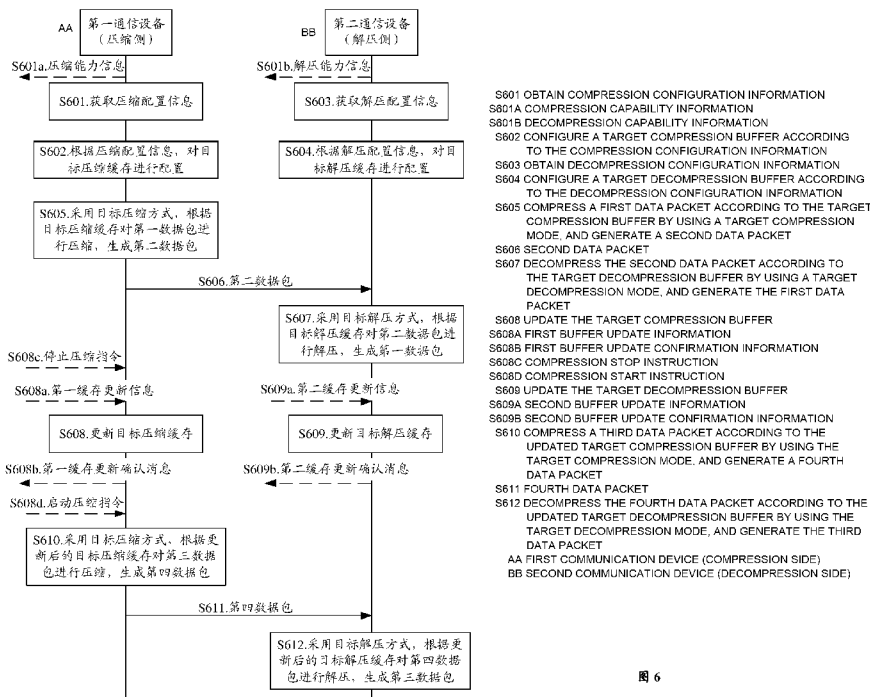 AA
第一通信设备
(压缩侧)
BB
第二通信设备
(解压侧)
S601a.压缩能力信息
S601b.解压能力信息
S601.获取压缩配置信息
S603.获取解压配置信息
S602.根据压缩配置信息，对目
标压缩缓存进行配置
S604.根据解压配置信息，对目
标解压缓存进行配置
S605.采用目标压缩方式，根据
目标压缩缓存对第一数据包进
行压缩，生成第二数据包
S606.第二数据包
S607.采用目标解压方式，根据
目标解压缓存对第二数据包进
行解压，生成第一数据包
S608c.停止压缩指令
S608a.第一缓存更新信息
S609a.第二缓存更新信息
S608.更新目标压缩缓存
S609.更新目标解压缓存
S608b.第一缓存更新确认消息
S609b.第二缓存更新确认消息
S608d.启动压缩指令
S610.采用目标压缩方式、根据更
新后的目标压缩缓存对第三数据
包进行压缩，生成第四数据包
S611.第四数据包
S612.采用目标解压方式，根据更
新后的目标解压缓存对第四数据
包进行解压，生成第三数据包
S601 OBTAIN COMPRESSION CONFIGURATION INFORMATION
S601A COMPRESSION CAPABILITY INFORMATION
S601B DECOMPRESSION CAPABILITY INFORMATION
S602 CONFIGURE A TARGET COMPRESSION BUFFER ACCORDING
TO THE COMPRESSION CONFIGURATION INFORMATION
S603 OBTAIN DECOMPRESSION CONFIGURATION INFORMATION
S604 CONFIGURE A TARGET DECOMPRESSION BUFFER ACCORDING
TO THE DECOMPRESSION CONFIGURATION INFORMATION
S605 COMPRESS A FIRST DATA PACKET ACCORDING TO THE TARGET
COMPRESSION BUFFER BY USING A TARGET COMPRESSION
MODE, AND GENERATE A SECOND DATA PACKET
S606 SECOND DATA PACKET
S607 DECOMPRESS THE SECOND DATA PACKET ACCORDING TO
THE TARGET DECOMPRESSION BUFFER BY USING A TARGET
DECOMPRESSION MODE, AND GENERATE THE FIRST DATA
PACKET
S608 UPDATE THE TARGET COMPRESSION BUFFER
S608A FIRST BUFFER UPDATE INFORMATION
S608B FIRST BUFFER UPDATE CONFIRMATION INFORMATION
S608C COMPRESSION STOP INSTRUCTION
S608D COMPRESSION START INSTRUCTION
S609 UPDATE THE TARGET DECOMPRESSION BUFFER
S609A SECOND BUFFER UPDATE INFORMATION
S609B SECOND BUFFER UPDATE CONFIRMATION INFORMATION
S610 COMPRESS A THIRD DATA PACKET ACCORDING TO THE
UPDATED TARGET COMPRESSION BUFFER BY USING THE
TARGET COMPRESSION MODE, AND GENERATE A FOURTH
DATA PACKET
S611 FOURTH DATA PACKET
S612 DECOMPRESS THE FOURTH DATA PACKET ACCORDING TO THE
UPDATED TARGET DECOMPRESSION BUFFER BY USING THE
TARGET DECOMPRESSION MODE, AND GENERATE THE THIRD
DATA PACKET
AA FIRST COMMUNICATION DEVICE (COMPRESSION SIDE)
BB SECOND COMMUNICATION DEVICE (DECOMPRESSION SIDE)
图 6